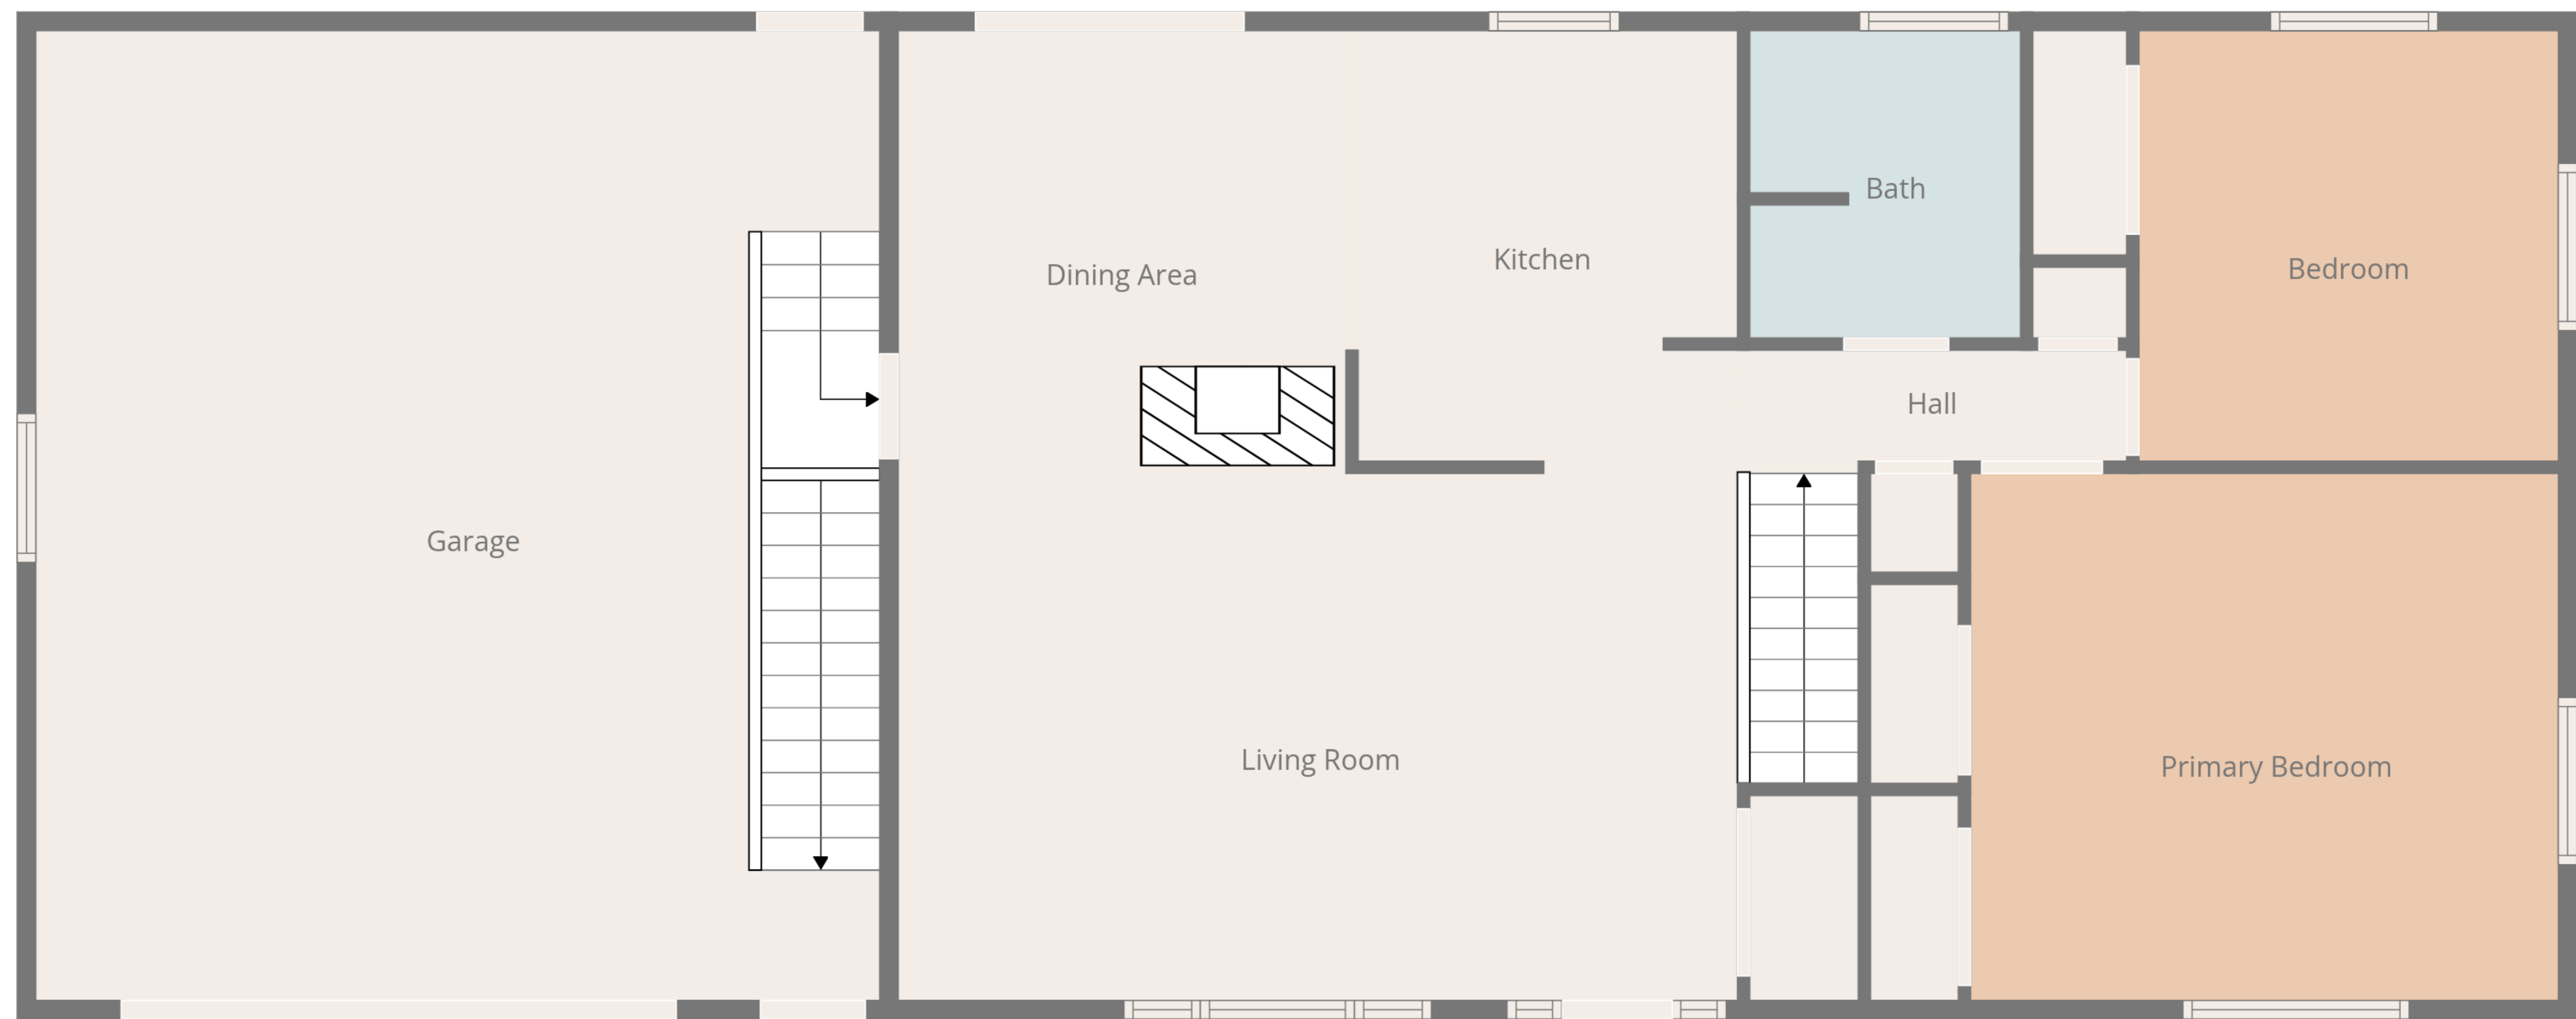 Bath
Kitchen
Dining Area
Bedroom
Hall
Garage
Living Room
Primary Bedroom